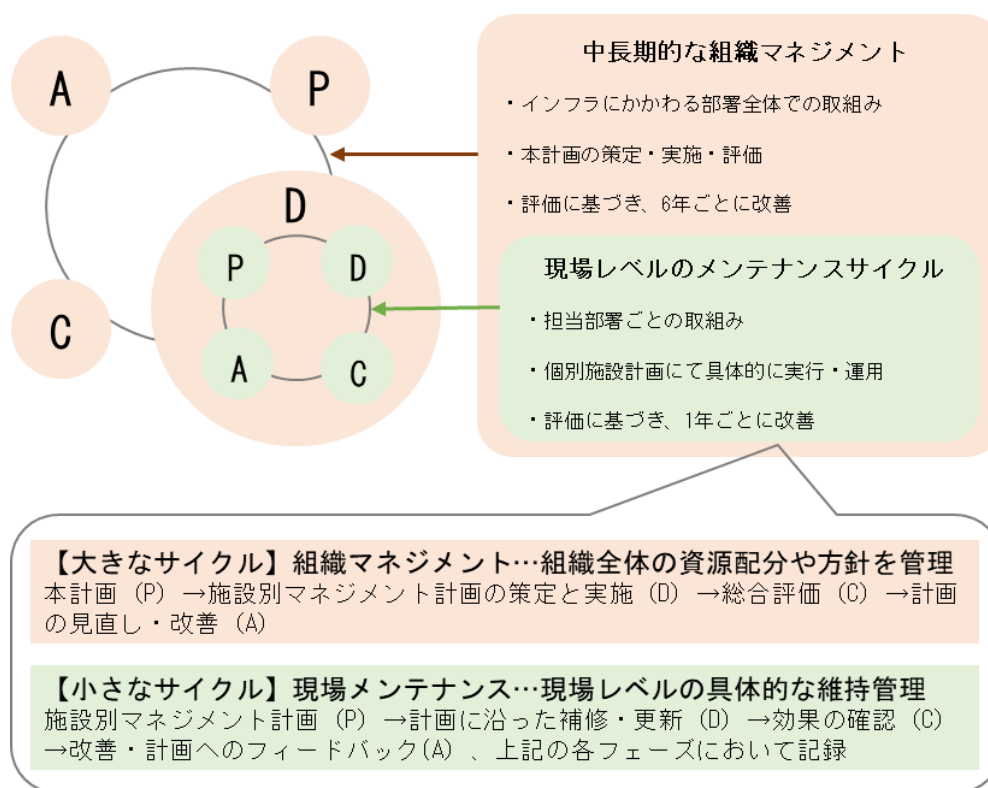 A
P
C
D
P
D
A
C
中長期的な組織マネジメント
・インフラにかかわる部署全体での取組み
・本計画の策定・実施・評価
・評価に基づき、6年ごとに改善
現場レベルのメンテナンスサイクル
・担当部署ごとの取組み
・個別施設計画にて具体的に実行・運用
・評価に基づき、1年ごとに改善
【大きなサイクル】組織マネジメント…組織全体の資源配分や方針を管理
本計画 (P) →施設別マネジメント計画の策定と実施 (D) →総合評価 (C) →計画
の見直し・改善 (A)
【小さなサイクル】現場メンテナンス…現場レベルの具体的な維持管理
施設別マネジメント計画 (P) →計画に沿った補修・更新 (D) →効果の確認 (C)
→改善・計画へのフィードバック(A) 、上記の各フェーズにおいて記録